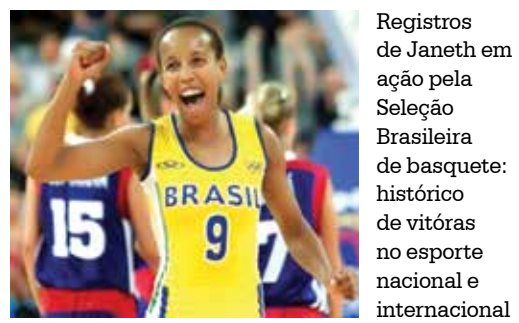 Registros
de Janeth em
ação pela
Seleção
Brasileira
de basquete:
histórico
de vitóras
no esporte
nacional e
internacional
15
BRASIL
9
7